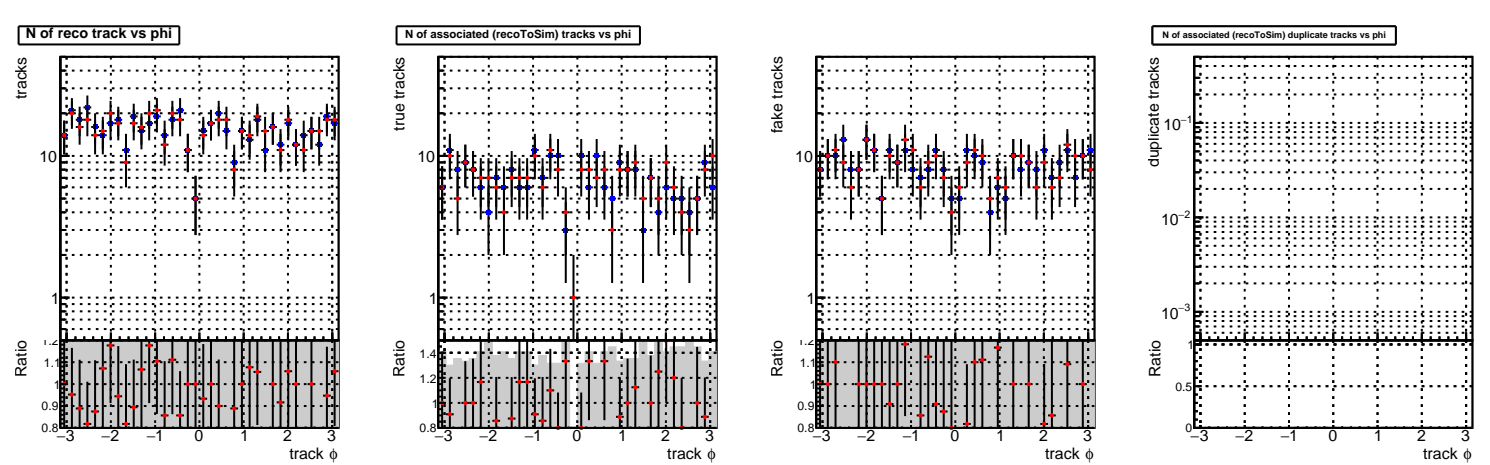 N of reco track vs phi
tracks
10
1
Ratio
1.2
1.1
1
0.9
0.8
−3 −2 −1 0 1 2 3
track ϕ
N of associated (recoToSim) tracks vs phi
true tracks
10
1
Ratio
1.4
1.2
1
0.8
−3 −2 −1 0 1 2 3
track ϕ
fake tracks
10
1
Ratio
1.2
1.1
1
0.9
0.8
−3 −2 −1 0 1 2 3
track ϕ
N of associated (recoToSim) duplicate tracks vs phi
duplicate tracks
10−1
10−2
10−3
Ratio
1
0.5
0
−3 −2 −1 0 1 2 3
track ϕ